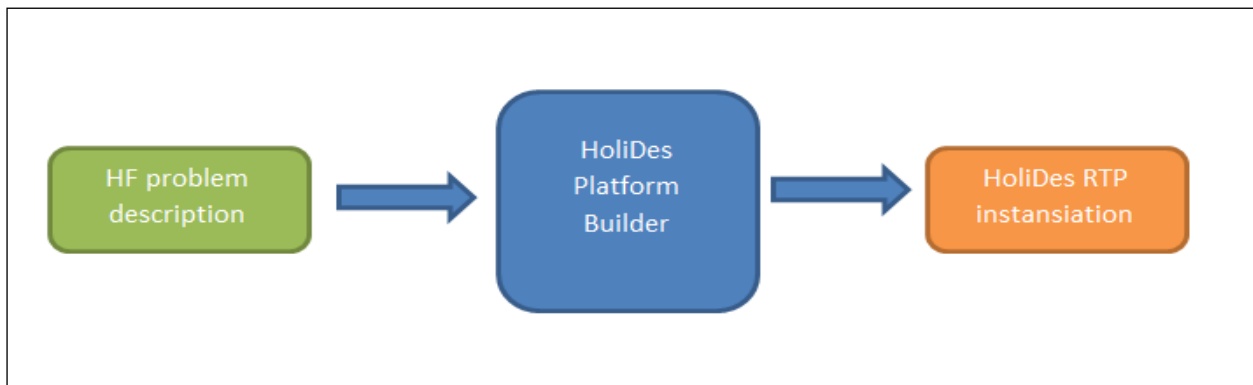 HF problem
description
HoliDes
Platform
Builder
HoliDes RTP
instansiation